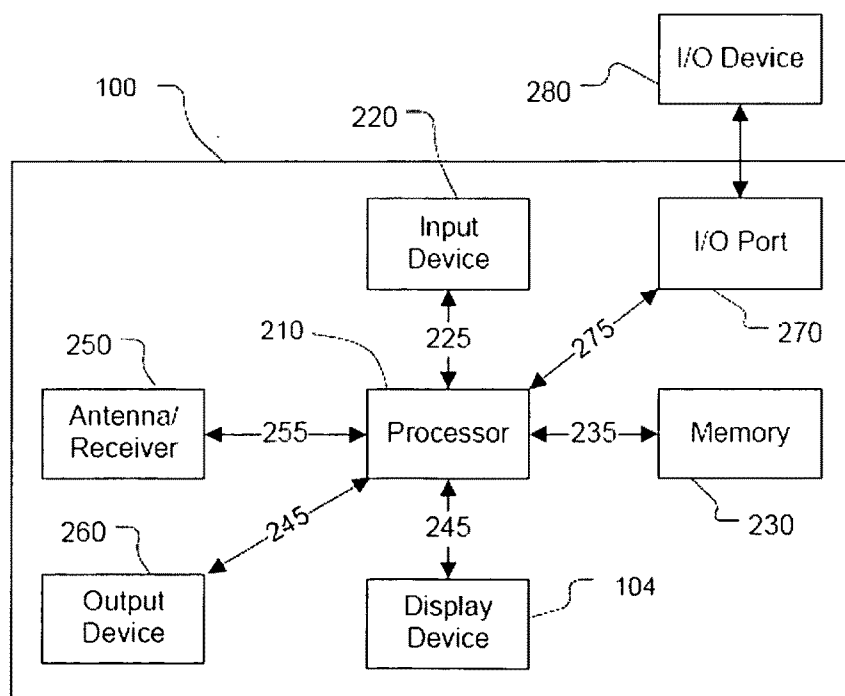 I/O Device
280
100
220
Input
Device
I/O Port
270
225
275
210
250
Antenna/
Receiver
255
Processor
235
Memory
230
245
245
260
Output
Device
Display
Device
104